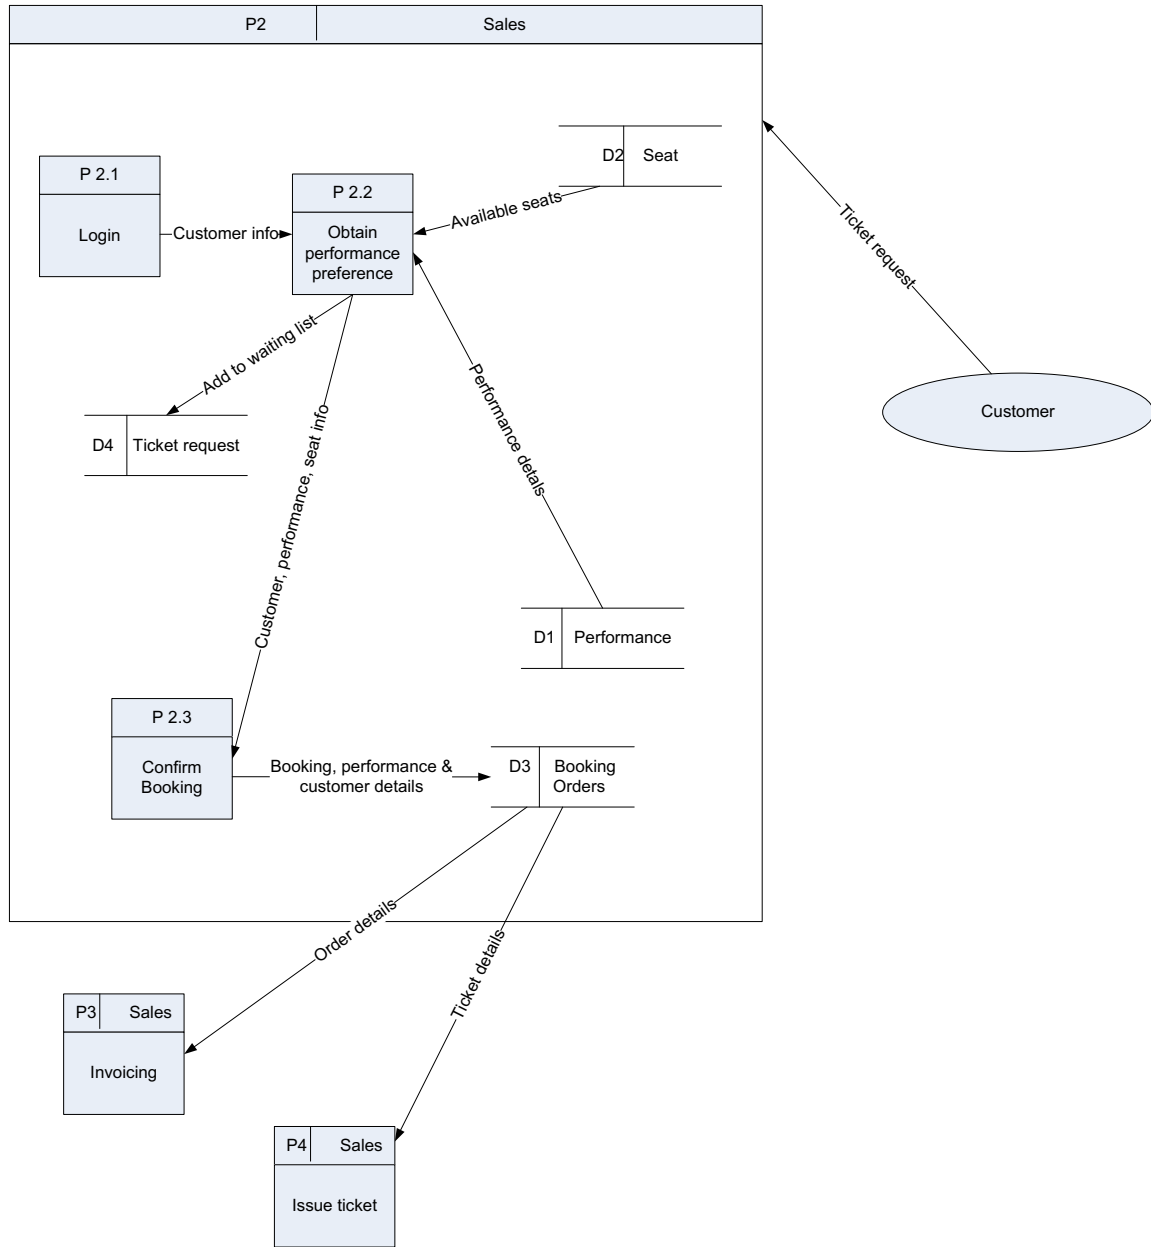 P2
Sales
D2
Seat
P 2.1
Login
P 2.2
Obtain
performance
preference
Customer info
Available seats
Ticket request
Add to waiting list
Performance detals
Customer
Customer, performance, seat info
D4
Ticket request
D1
Performance
P 2.3
Confirm
Booking
Booking, performance &
customer details
D3
Booking
Orders
Order details
Ticket details
P3
Sales
Invoicing
P4
Sales
Issue ticket